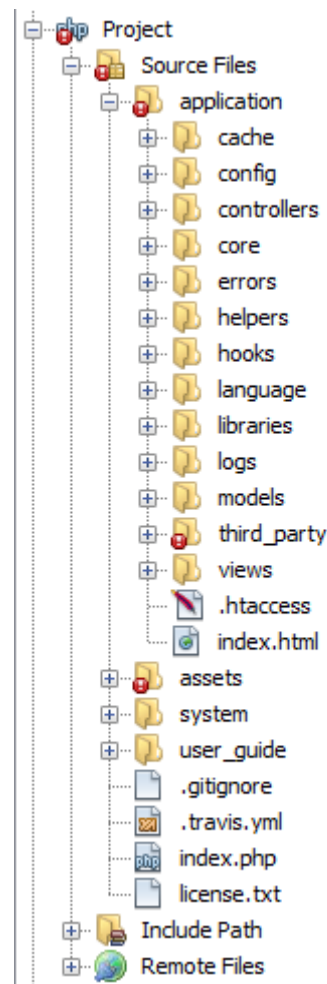 Project
Source Files
application
cache
config
controllers
core
errors
helpers
hooks
language
libraries
logs
models
third_party
views
.htaccess
index.html
assets
system
user_guide
.gitignore
.travis.yml
index.php
license.txt
Include Path
Remote Files